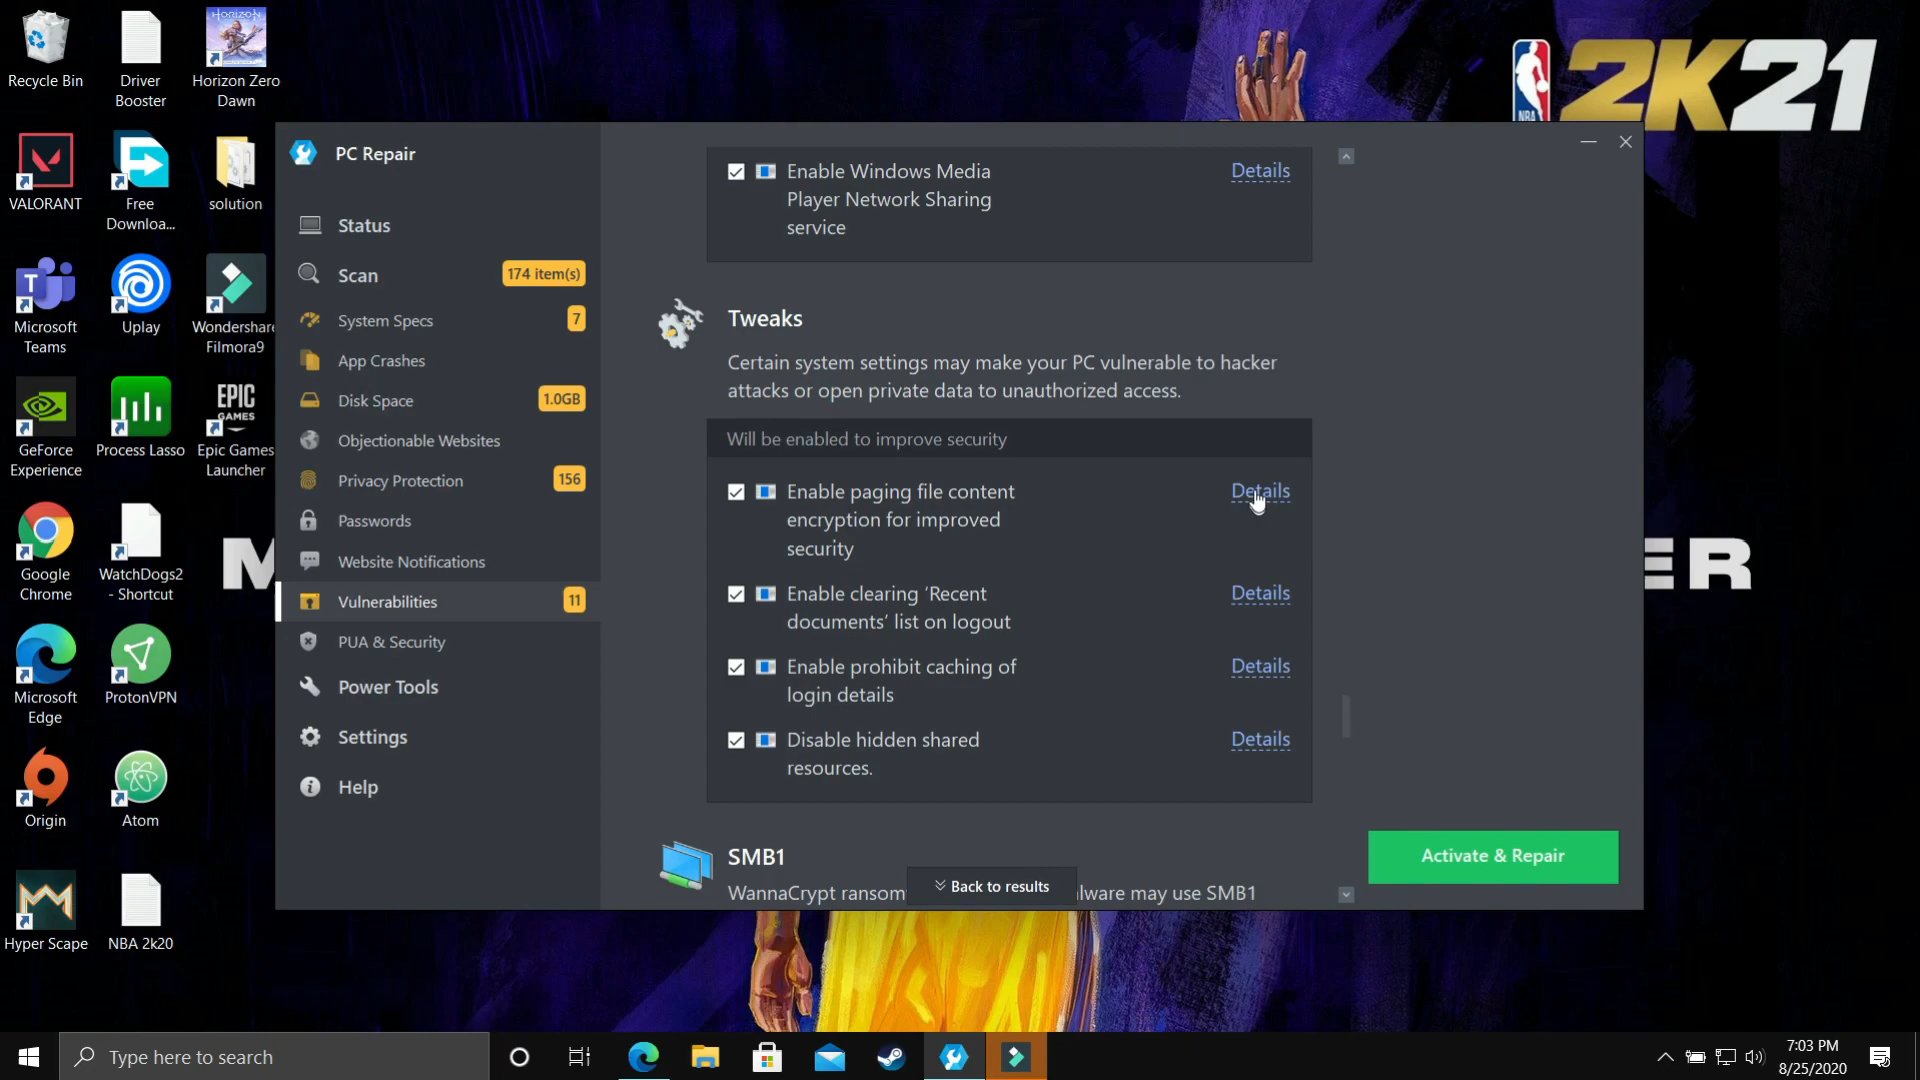 Recycle Bin
Driver
Booster
HORIZON
Horizon Zero
Dawn
NBA
2K21
VALORANT
Free
Downloa...
solution
T
Microsoft
Teams
Uplay
Wondershare
Filmora9
GeForce
Experience
Process Lasso
EPIC
GAMES
Epic Games
Launcher
Google
Chrome
WatchDogs2
- Shortcut
Microsoft
Edge
ProtonVPN
Origin
Atom
Hyper Scape
NBA 2k20
M
ER
PC Repair
Status
Scan
174 item(s)
System Specs
7
App Crashes
Disk Space
1.0GB
Objectionable Websites
Privacy Protection
156
Passwords
Website Notifications
Vulnerabilities
11
PUA & Security
Power Tools
Settings
Help
Enable Windows Media
Player Network Sharing
service
Details
Tweaks
Certain system settings may make your PC vulnerable to hacker
attacks or open private data to unauthorized access.
Will be enabled to improve security
Enable paging file content
encryption for improved
security
Details
Enable clearing ‘Recent
documents’ list on logout
Details
Enable prohibit caching of
login details
Details
Disable hidden shared
resources.
Details
SMB1
WannaCrypt ransom
lware may use SMB1
Back to results
Activate & Repair
Type here to search
7:03 PM
8/25/2020